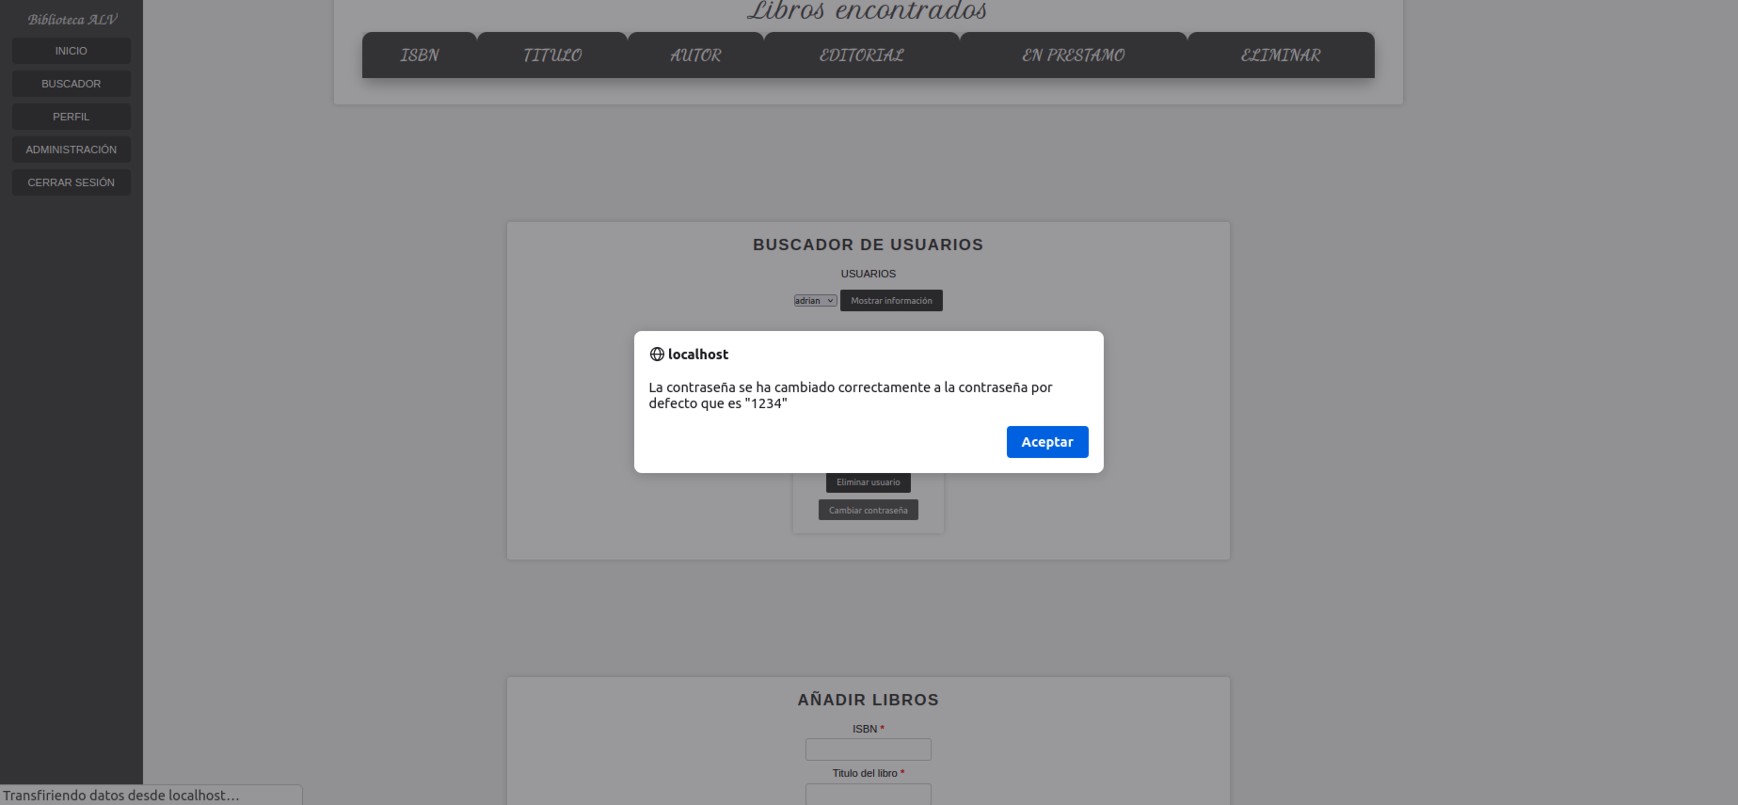 Biblioteca ALV
INICIO
BUSCADOR
PERFIL
ADMINISTRACIÓN
CERRAR SESIÓN
Libros encontrados
ISBN TITULO AUTOR EDITORIAL EN PRESTAMO ELIMINAR
BUSCADOR DE USUARIOS
USUARIOS
adrian Mostrar información
localhost
La contraseña se ha cambiado correctamente a la contraseña por
defecto que es "1234"
Aceptar
Eliminar usuario
Cambiar contraseña
AÑADIR LIBROS
ISBN *
Titulo del libro *
Transfiriendo datos desde localhost…